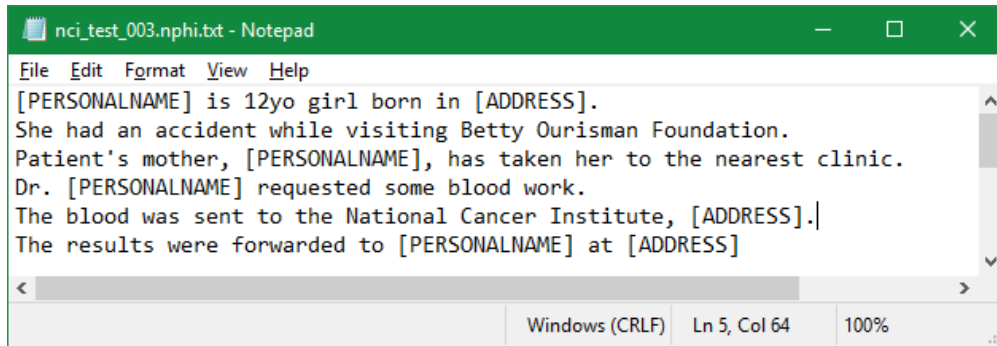 nci_test_003.nphi.txt - Notepad
File Edit Format View Help
[PERSONALNAME] is 12yo girl born in [ADDRESS].
She had an accident while visiting Betty Ourisman Foundation.
Patient's mother, [PERSONALNAME], has taken her to the nearest clinic.
Dr. [PERSONALNAME] requested some blood work.
The blood was sent to the National Cancer Institute, [ADDRESS].
The results were forwarded to [PERSONALNAME] at [ADDRESS]
Windows (CRLF) Ln 5, Col 64 100%